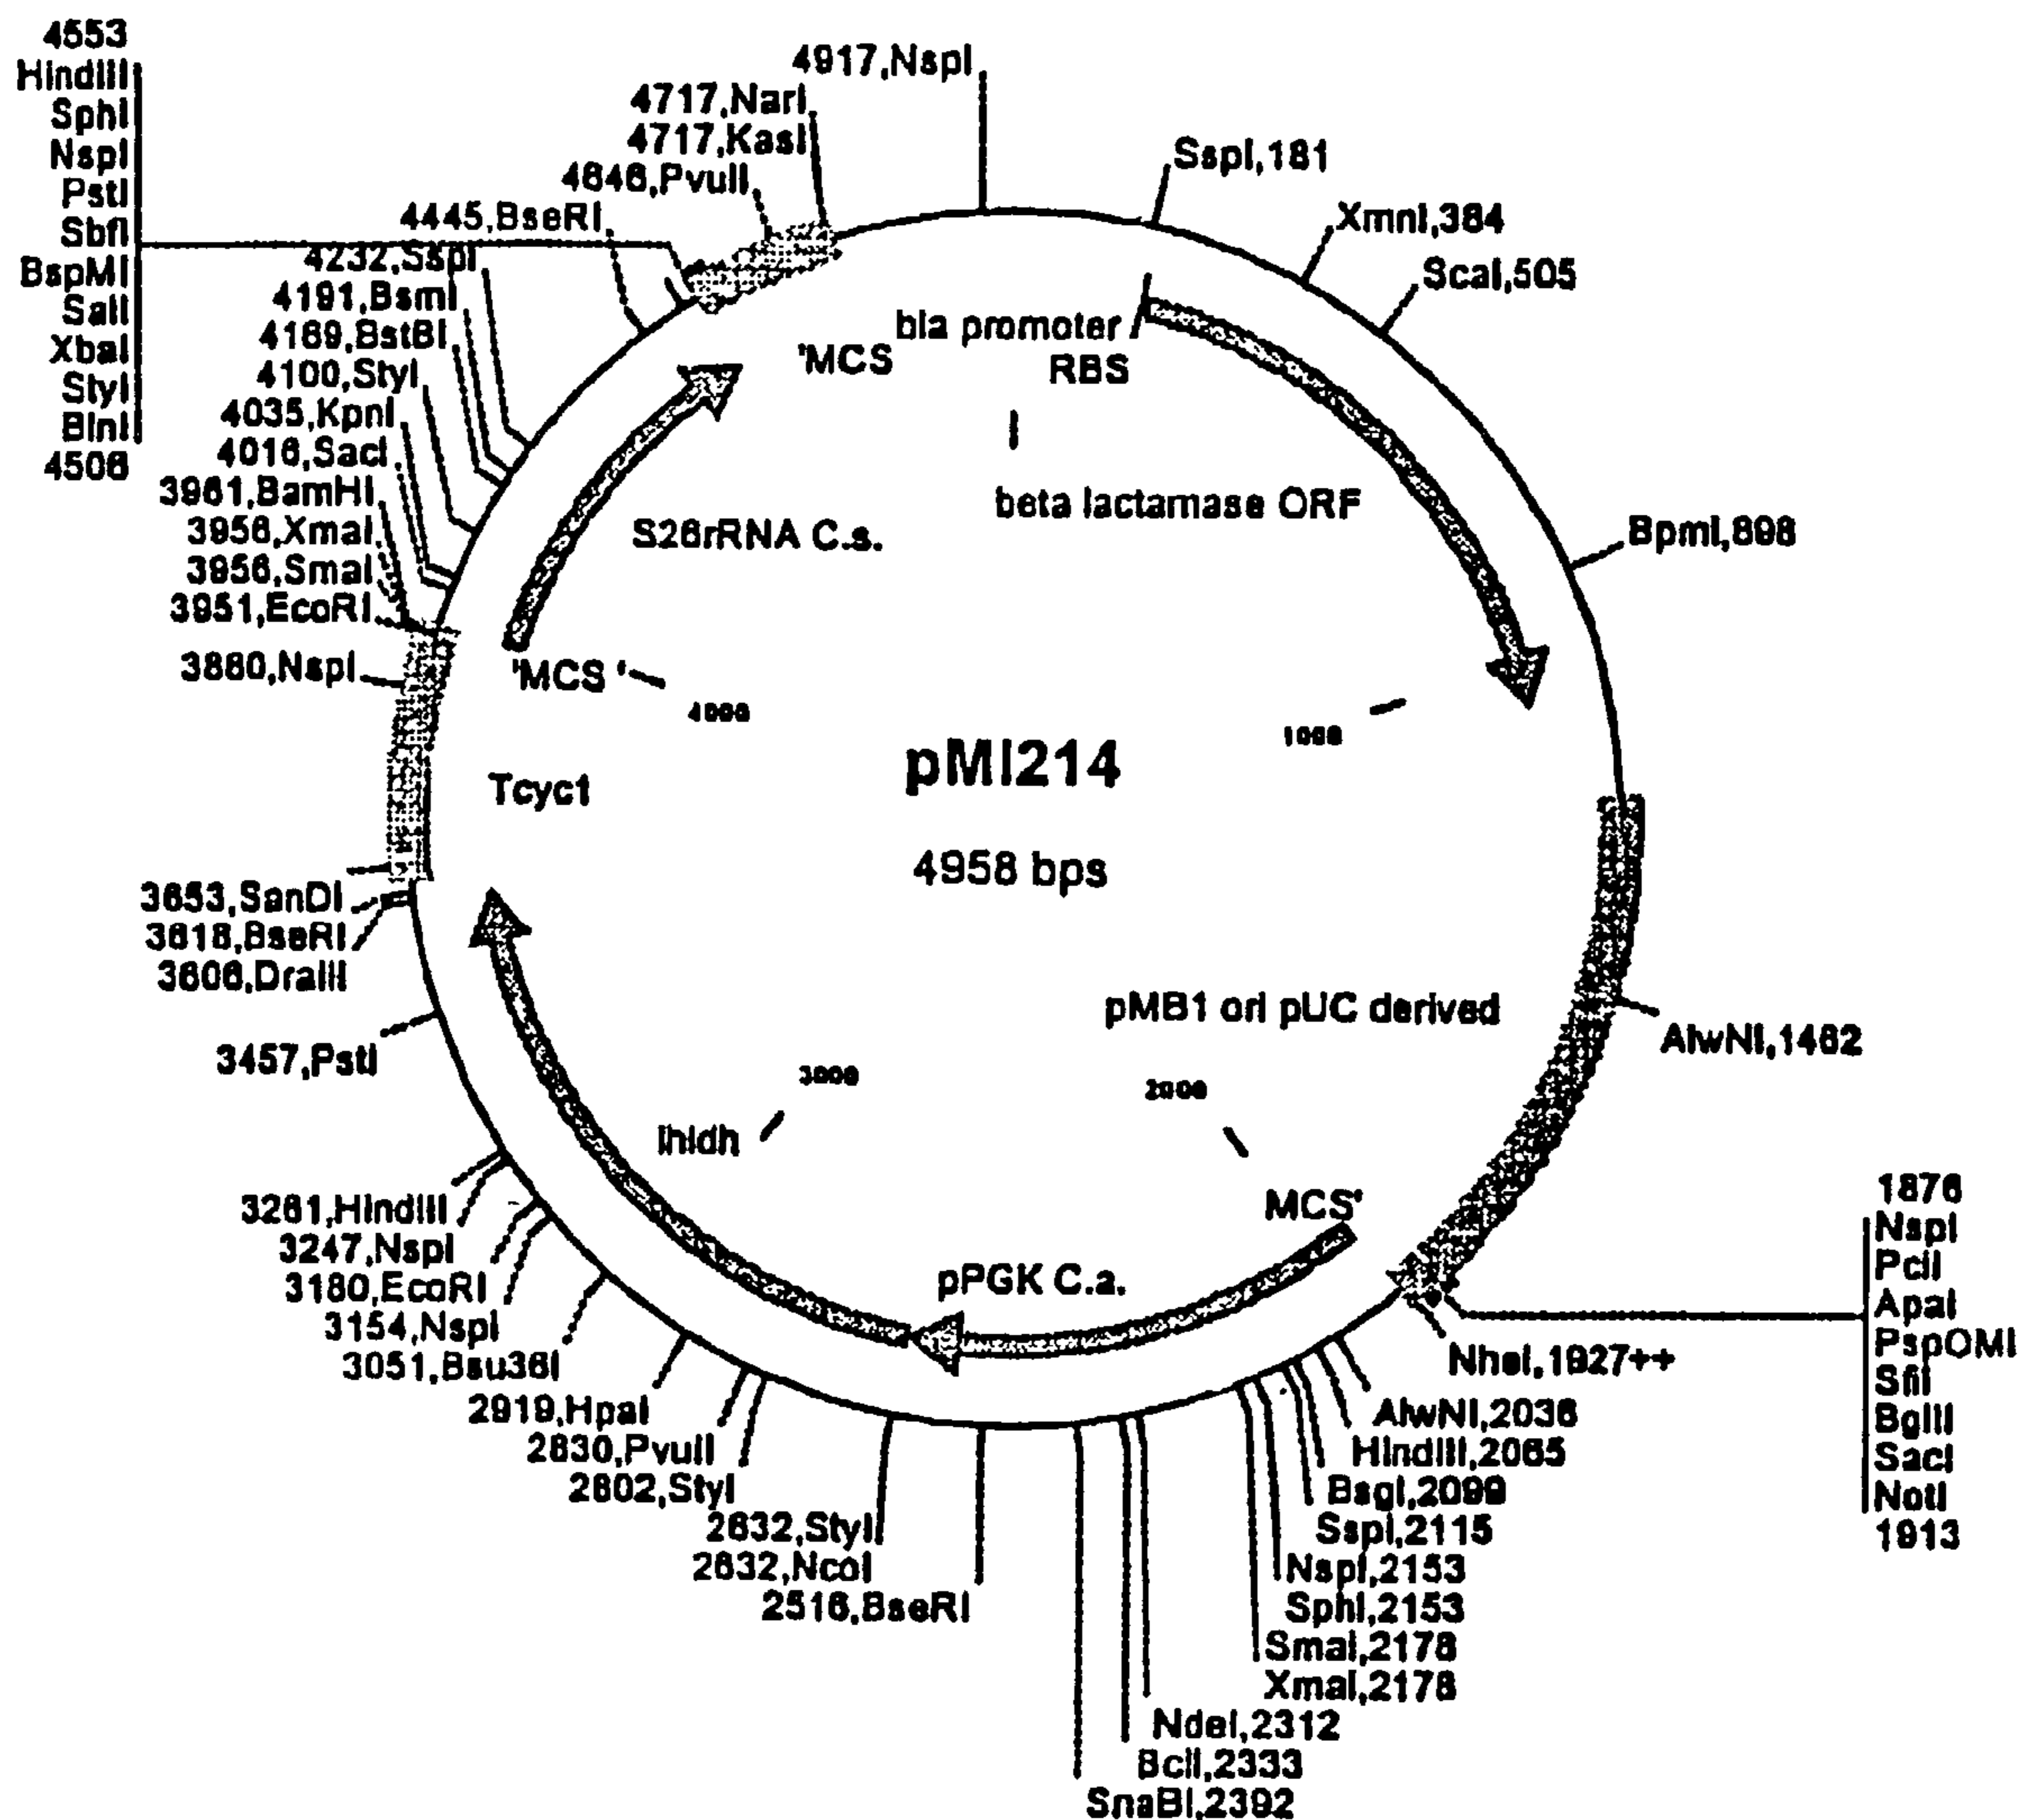 4553
HindIII
SphI
NspI
PstI
SbfI
BspMI
SalI
XbaI
StyI
BlnI
4506
4917,NspI
4717,NarI
4717,KasI
4646,PvuII
4445,BseRI
4232,SspI
4191,BsmI
4169,BstBI
4100,StyI
4035,KpnI
4016,SacI
3961,BamHI
3956,XmaI
3956,SmaI
3951,EcoRI
3880,NspI
3653,SanDI
3618,BseRI
3606,DraIII
3457,PstI
3261,HindIII
3247,NspI
3180,EcoRI
3154,NspI
3051,Bsu36I
2919,HpaI
2830,PvuII
2802,StyI
2632,StyI
2632,NcoI
2516,BseRI
SspI,181
XmnI,384
ScaI,505
BpmI,898
AlwNI,1462
1876
NspI
PciI
ApaI
PspOMI
SfiI
BglII
SacI
NotI
1913
NheI,1927++
AlwNI,2036
HindIII,2065
BsgI,2099
SspI,2115
NspI,2153
SphI,2153
SmaI,2178
XmaI,2178
NdeI,2312
BclI,2333
SnaBI,2392
bla promoter
'MCS
RBS
beta lactamase ORF
S26rRNA C.s.
'MCS '
4000
1000
pMI214
4958 bps
Tcyc1
pMB1 ori pUC derived
3000
2000
lhldh
MCS'
pPGK C.a.